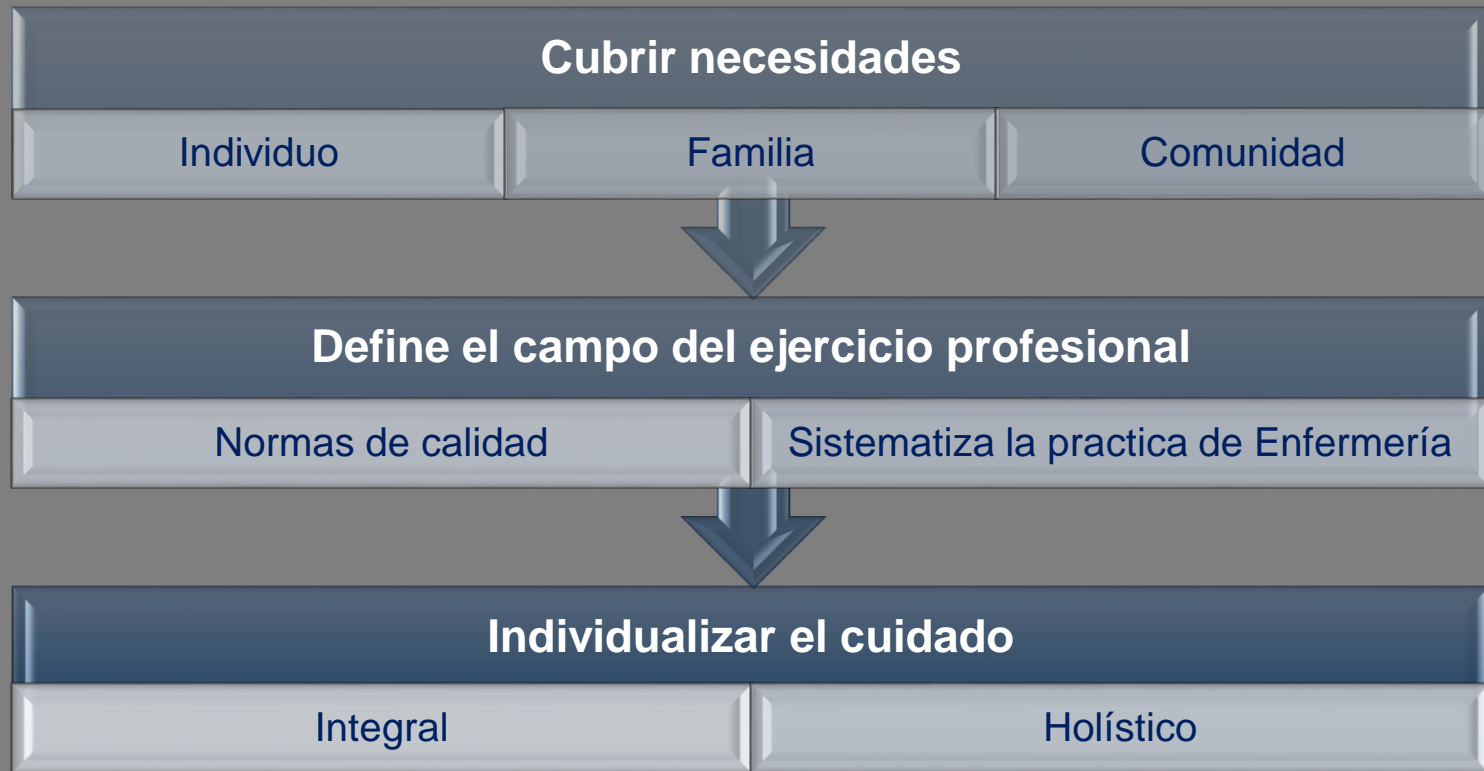 Cubrir necesidades
Individuo
Familia
Comunidad
Define el campo del ejercicio profesional
Normas de calidad
Sistematiza la practica de Enfermería
Individualizar el cuidado
Integral
Holístico